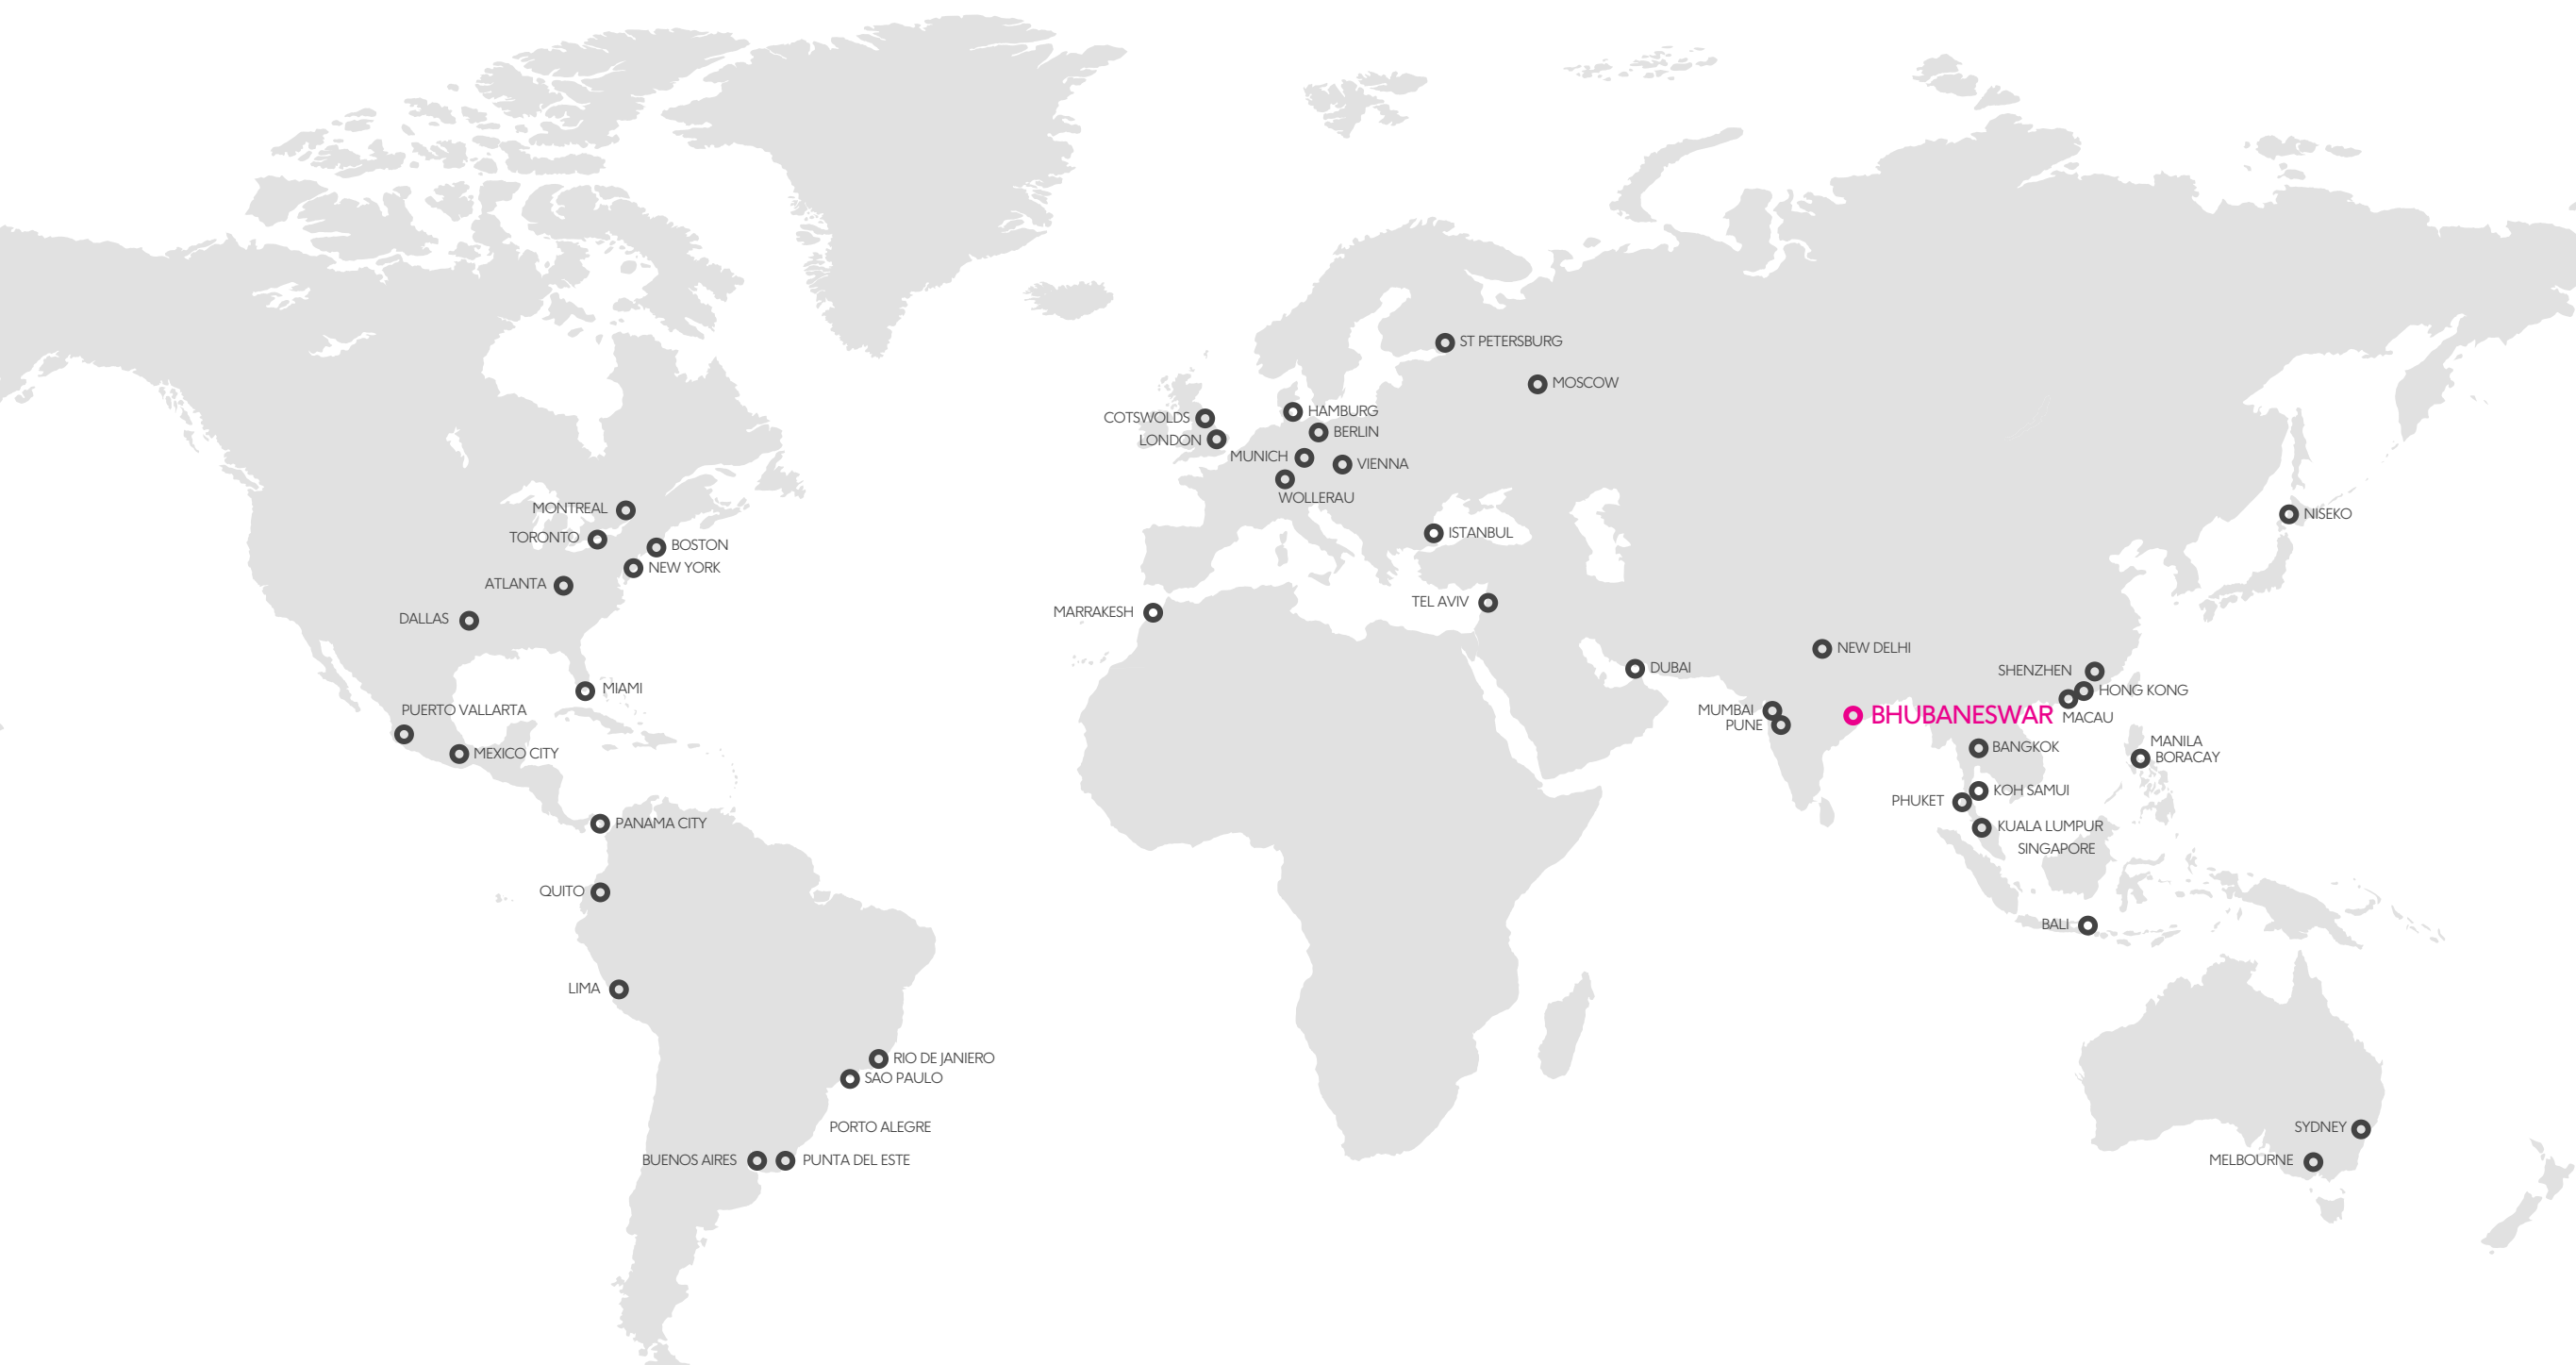 ST PETERSBURG
MOSCOW
HAMBURG
COTSWOLDS
BERLIN
LONDON
MUNICH
VIENNA
WOLLERAU
MONTREAL
NISEKO
ISTANBUL
TORONTO
BOSTON
NEW YORK
ATLANTA
TEL AVIV
MARRAKESH
DALLAS
NEW DELHI
DUBAI
SHENZHEN
MIAMI
HONG KONG
PUERTO VALLARTA
MUMBAI
BHUBANESWAR
MACAU
PUNE
MANILA
BANGKOK
MEXICO CITY
BORACAY
KOH SAMUI
PHUKET
PANAMA CITY
KUALA LUMPUR
SINGAPORE
QUITO
BALI
LIMA
RIO DE JANIERO
SAO PAULO
PORTO ALEGRE
SYDNEY
BUENOS AIRES
PUNTA DEL ESTE
MELBOURNE